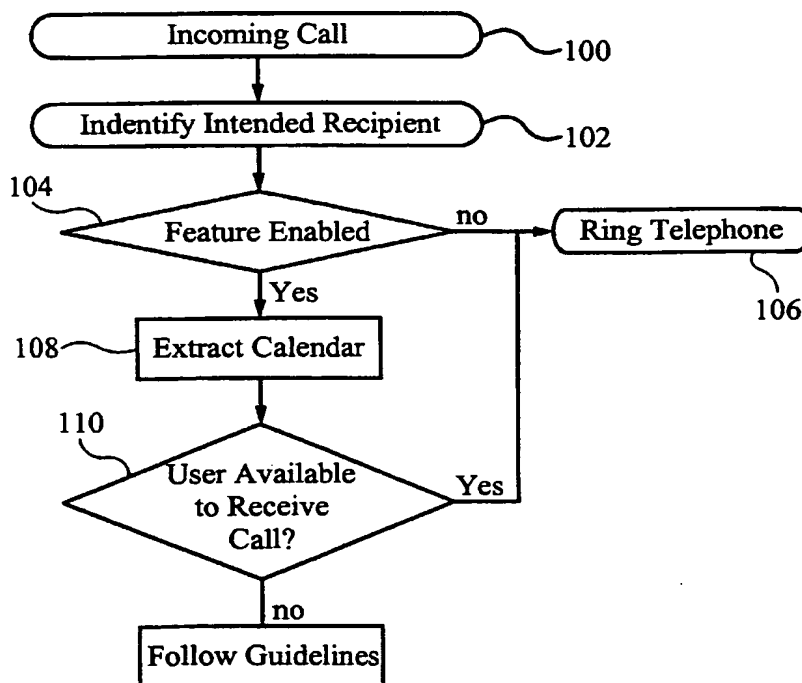 Incoming Call
100
Indentify Intended Recipient
102
104
Feature Enabled
no
Ring Telephone
106
Yes
108
Extract Calendar
110
User Available
to Receive
Call?
Yes
no
Follow Guidelines